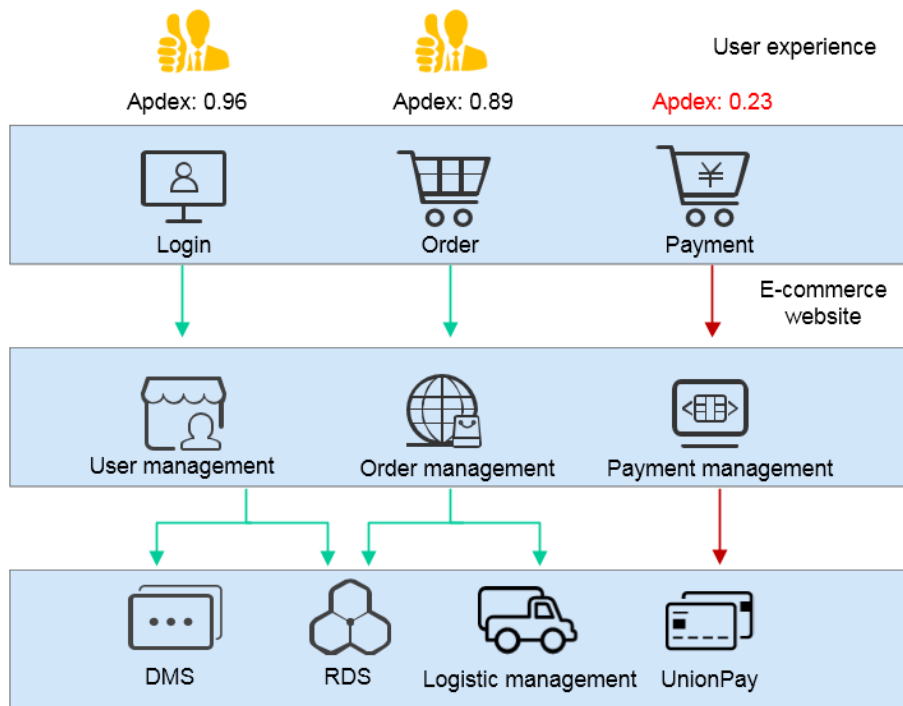 User experience
Apdex: 0.96
Apdex: 0.89
Apdex: 0.23
¥
Login
Order
Payment
E-commerce
website
< >
User management
Order management
Payment management
DMS
RDS
Logistic management
UnionPay